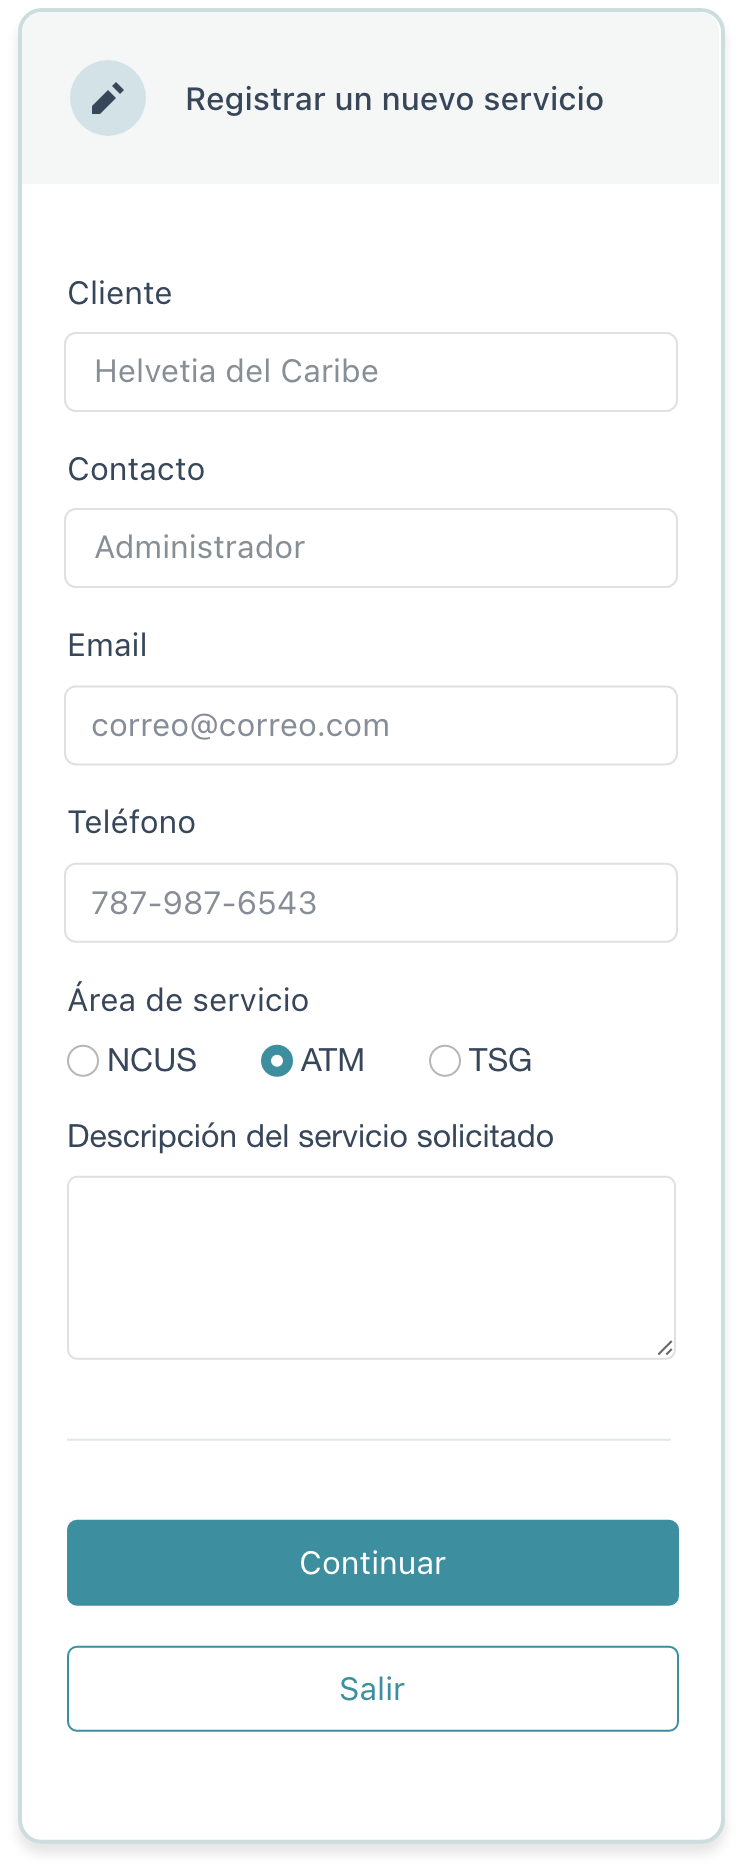 Registrar un nuevo servicio
Cliente
Helvetia del Caribe
Contacto
Administrador
Email
correo@correo.com
Teléfono
787-987-6543
Área de servicio
NCUS ATM TSG
Descripción del servicio solicitado
Continuar
Salir